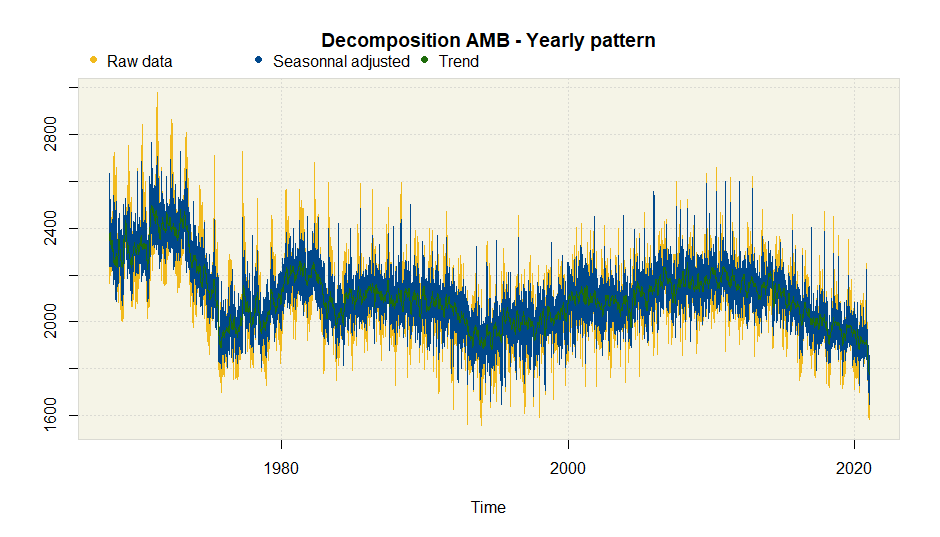 Decomposition AMB - Yearly pattern
Raw data Seasonnal adjusted Trend
2800
2400
2000
1600
1980 2000 2020
Time